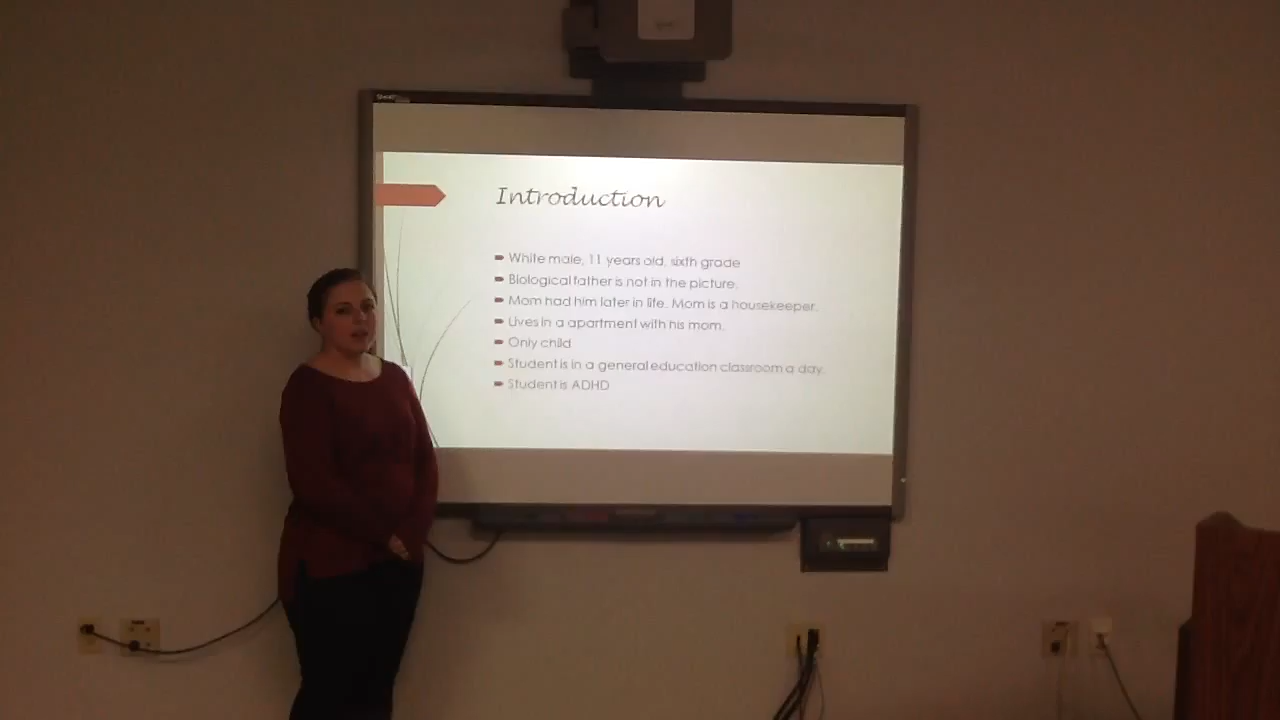 SMART
Introduction
White male, 11 years old, sixth grade
Biological father is not in the picture.
Mom had him later in life. Mom is a housekeeper.
Lives in a apartment with his mom.
Only child
Student is in a general education classroom a day.
Student is ADHD